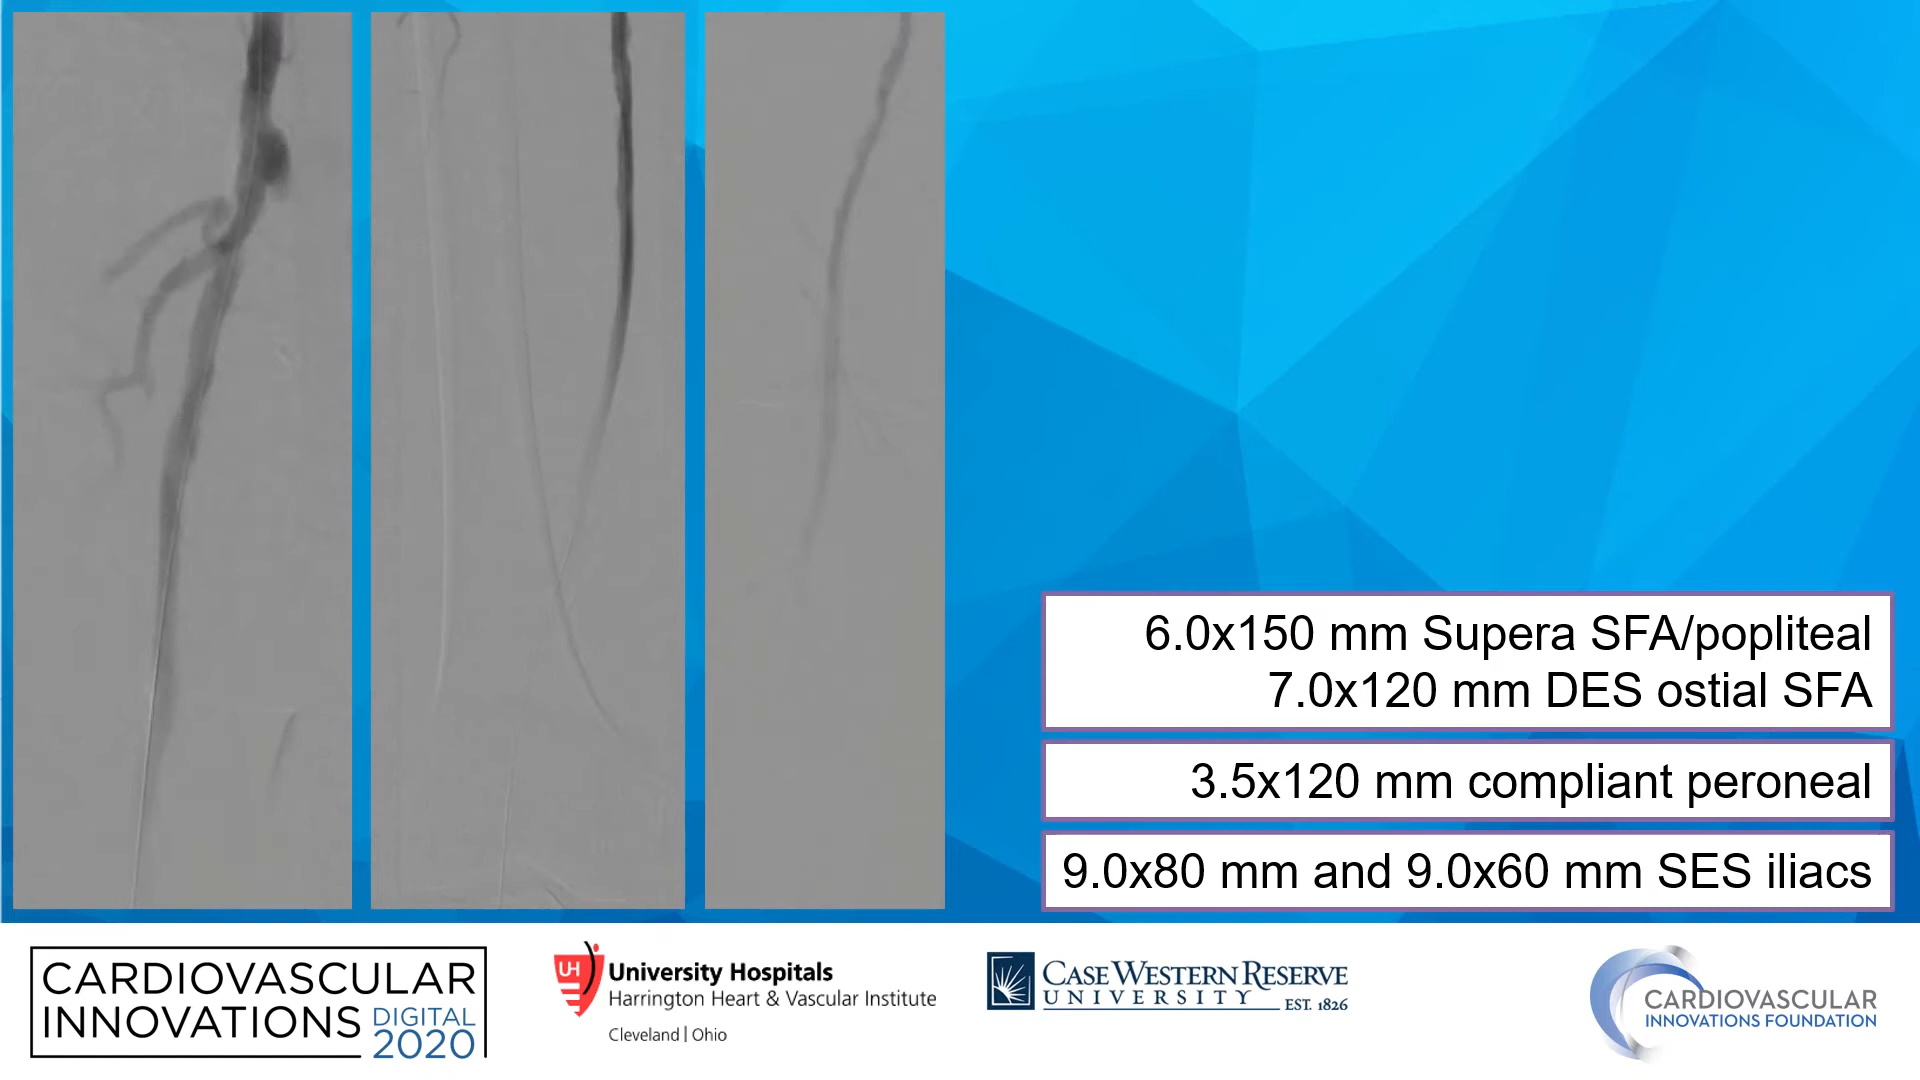 6.0x150 mm Supera SFA/popliteal
7.0x120 mm DES ostial SFA
3.5x120 mm compliant peroneal
9.0x80 mm and 9.0x60 mm SES iliacs
CARDIOVASCULAR
INNOVATIONS DIGITAL
2020
UH
University Hospitals
Harrington Heart & Vascular Institute
Cleveland | Ohio
CASE WESTERN RESERVE
UNIVERSITY EST. 1826
CARDIOVASCULAR
INNOVATIONS FOUNDATION